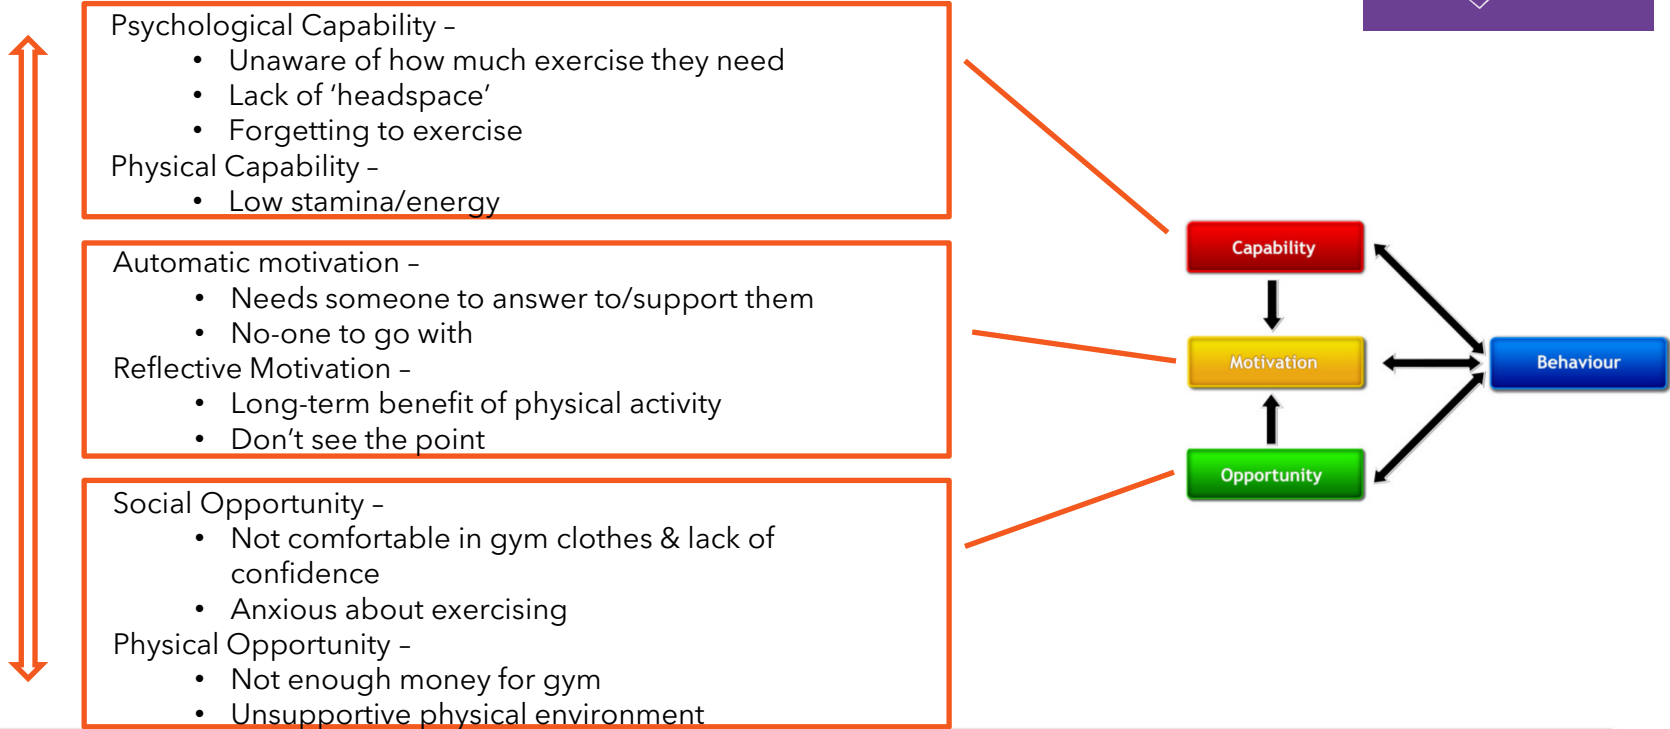 Psychological Capability –
• Unaware of how much exercise they need
• Lack of ‘headspace’
• Forgetting to exercise
Physical Capability –
• Low stamina/energy
Automatic motivation –
• Needs someone to answer to/support them
• No-one to go with
Reflective Motivation –
• Long-term benefit of physical activity
• Don’t see the point
Social Opportunity –
• Not comfortable in gym clothes & lack of
confidence
• Anxious about exercising
Physical Opportunity –
• Not enough money for gym
• Unsupportive physical environment
Capability
Motivation
Behaviour
Opportunity